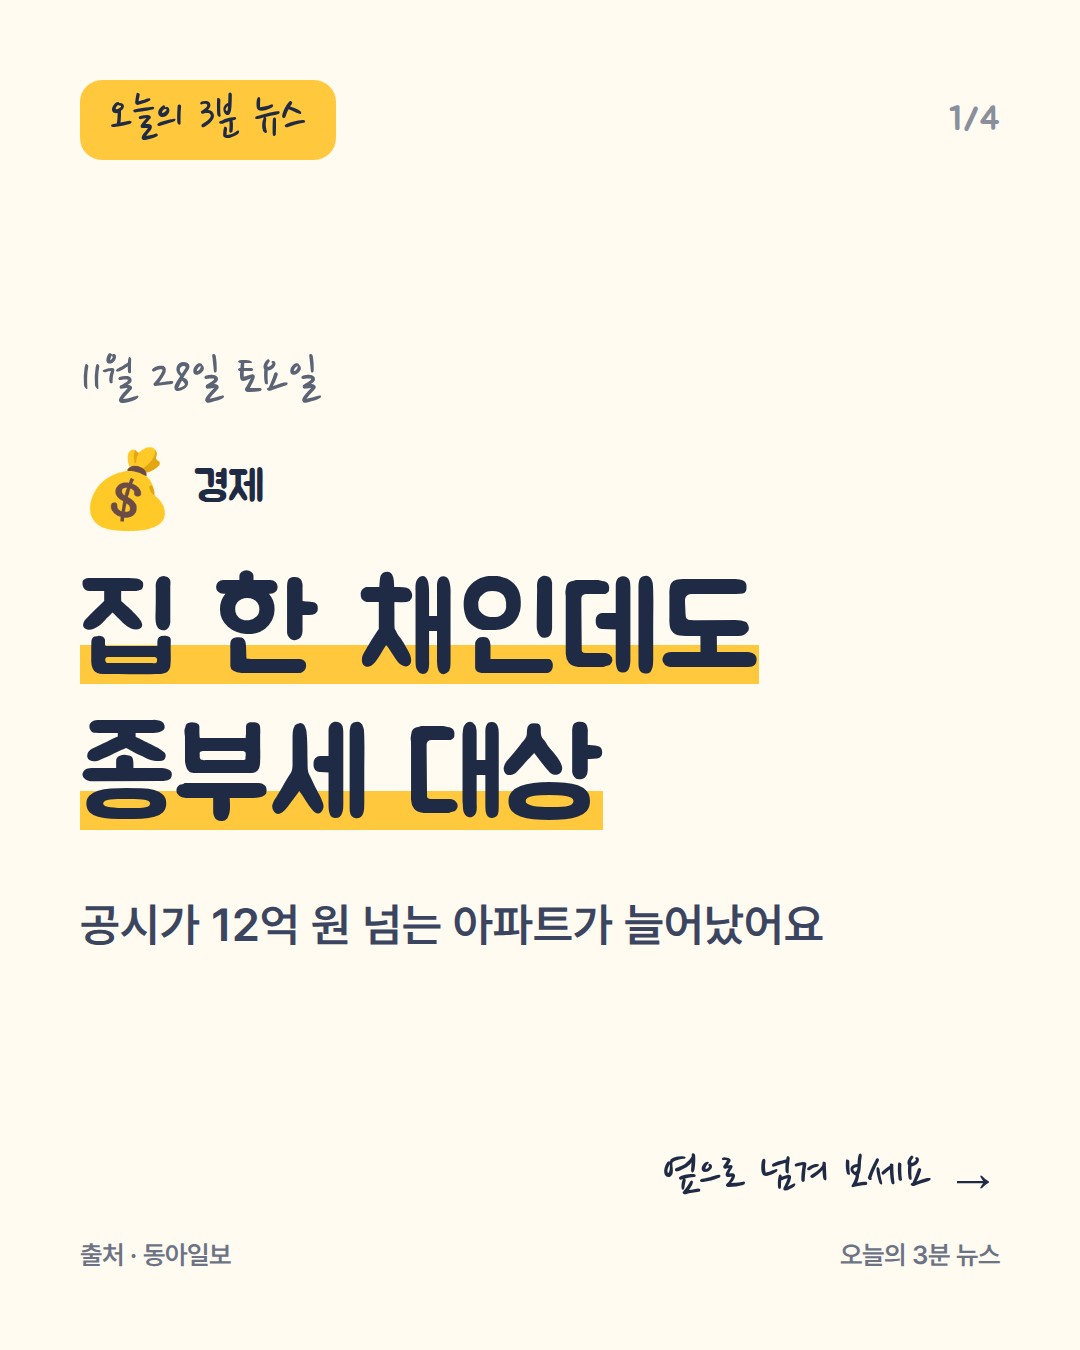 오늘의 3분 뉴스
1/4
11월 28일 토요일
경제
집 한 채인데도
종부세 대상
공시가 12억 원 넘는 아파트가 늘어났어요
옆으로 넘겨 보세요 →
출처 · 동아일보
오늘의 3분 뉴스